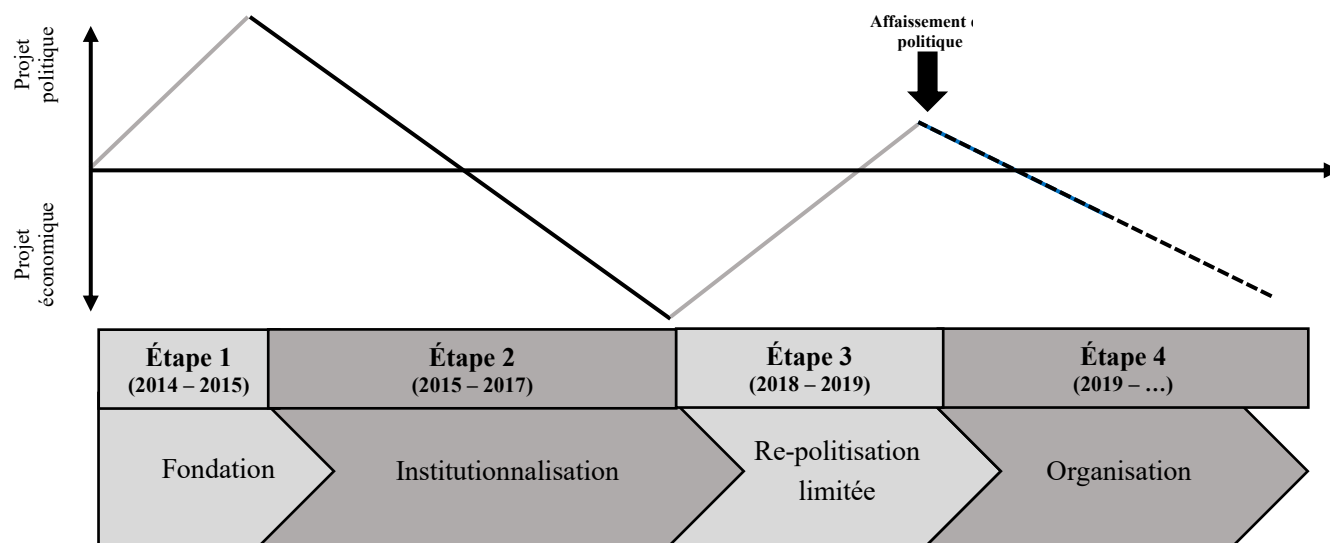 Affaissement
politique
Projet
politique
Projet
économique
Étape 1
(2014 – 2015)
Étape 2
(2015 – 2017)
Étape 3
(2018 – 2019)
Étape 4
(2019 – …)
Fondation
Institutionnalisation
Re-politisation
limitée
Organisation